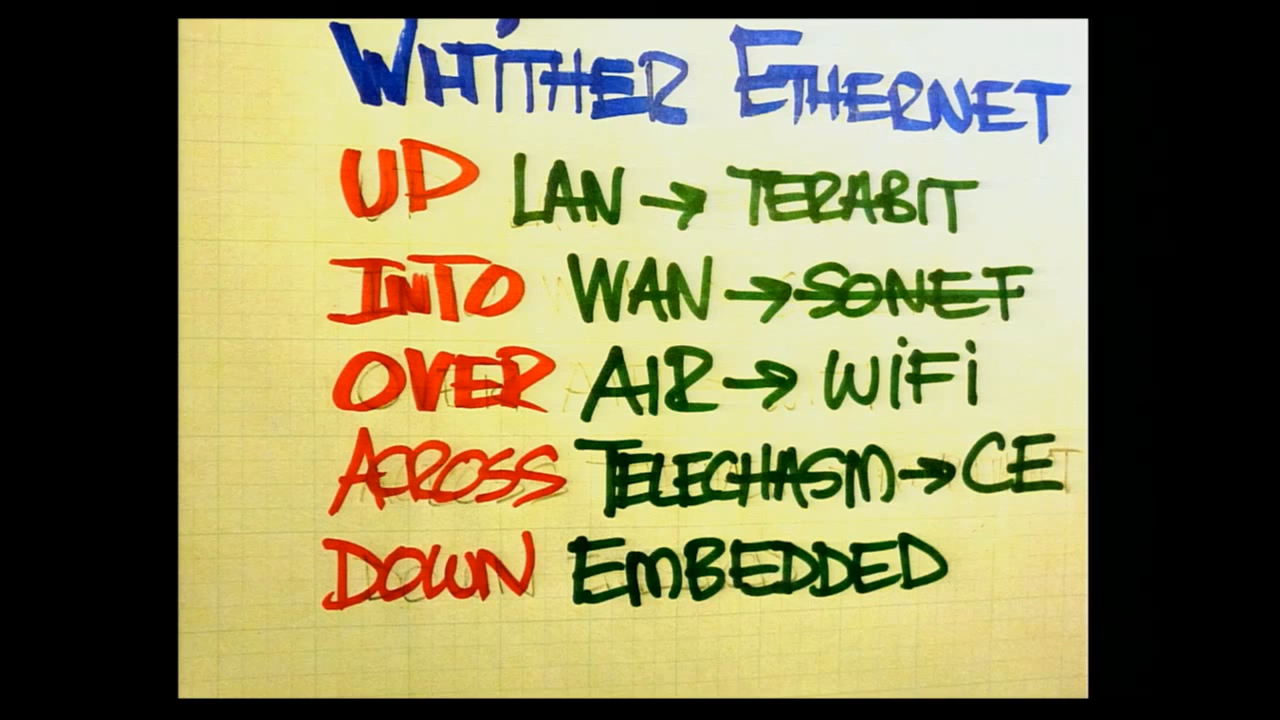 WHITHER ETHERNET
UP LAN → TERABIT
INTO WAN → SONET
OVER AIR → WiFi
ACROSS TELECHASM → CE
DOWN EMBEDDED